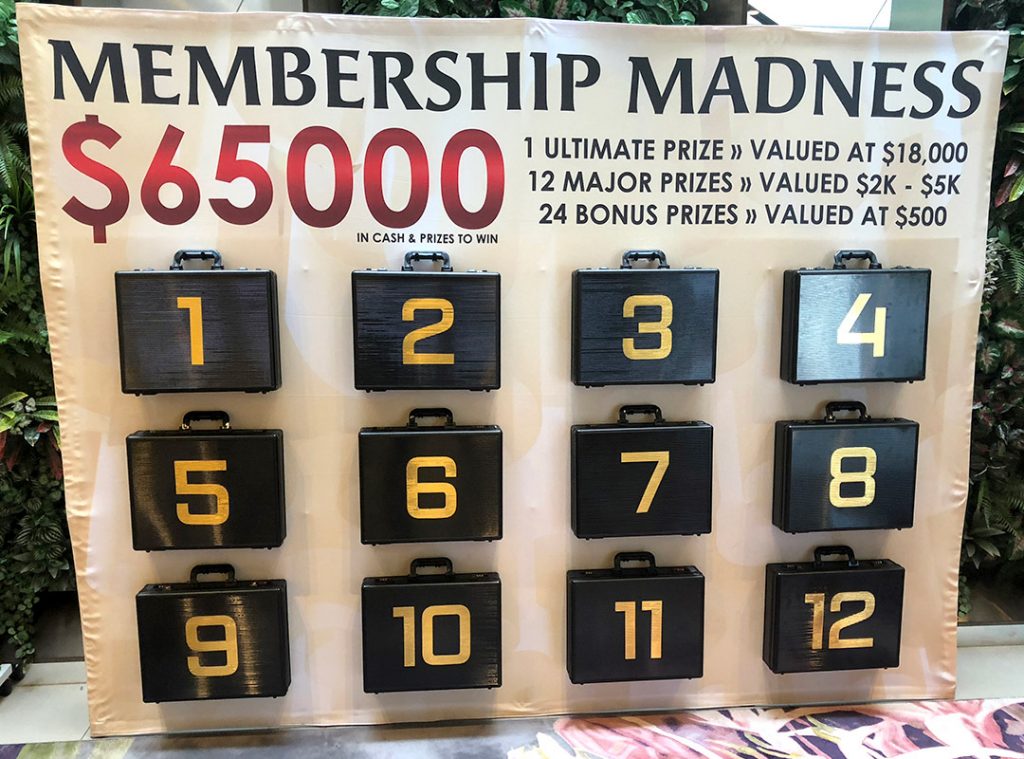 MEMBERSHIP MADNESS
$65000
IN CASH & PRIZES TO WIN
1 ULTIMATE PRIZE » VALUED AT $18,000
12 MAJOR PRIZES » VALUED $2K - $5K
24 BONUS PRIZES » VALUED AT $500
1 2 3 4
5 6 7 8
9 10 11 12